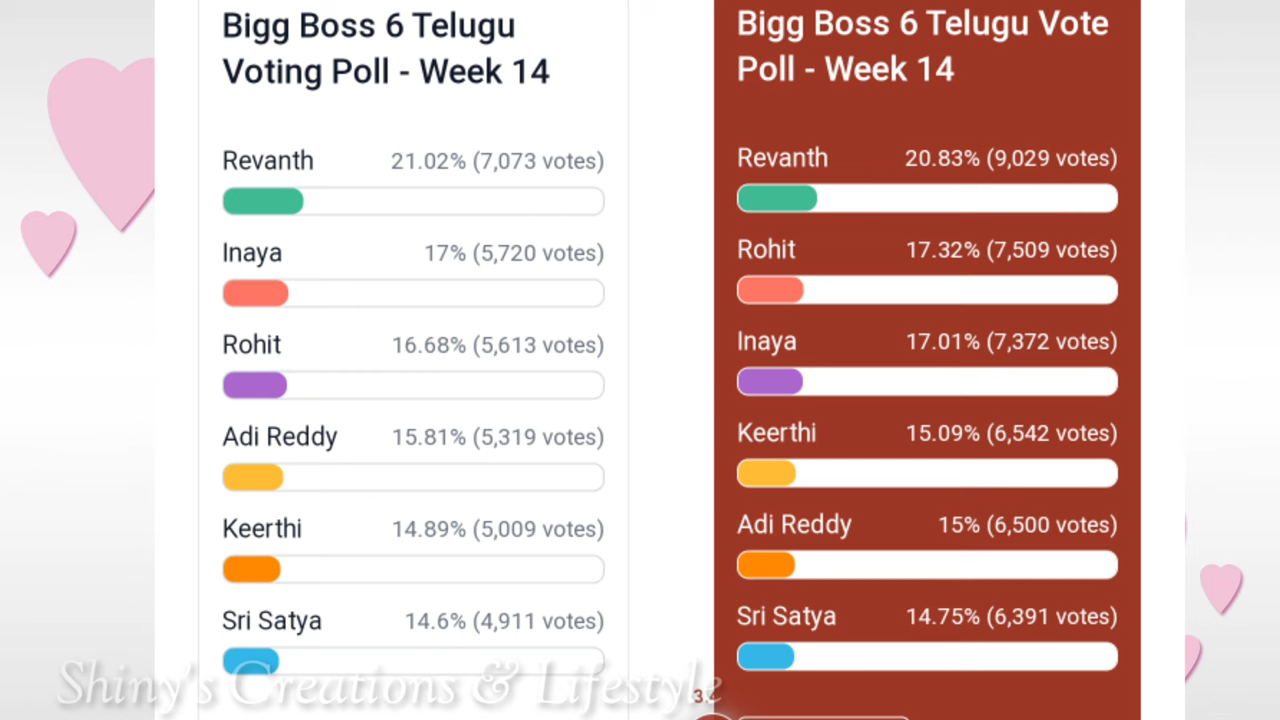 Bigg Boss 6 Telugu
Voting Poll - Week 14
Revanth 21.02% (7,073 votes)
Inaya 17% (5,720 votes)
Rohit 16.68% (5,613 votes)
Adi Reddy 15.81% (5,319 votes)
Keerthi 14.89% (5,009 votes)
Sri Satya 14.6% (4,911 votes)
Bigg Boss 6 Telugu Vote
Poll - Week 14
Revanth 20.83% (9,029 votes)
Rohit 17.32% (7,509 votes)
Inaya 17.01% (7,372 votes)
Keerthi 15.09% (6,542 votes)
Adi Reddy 15% (6,500 votes)
Sri Satya 14.75% (6,391 votes)
Shiny's Creations & Lifestyle